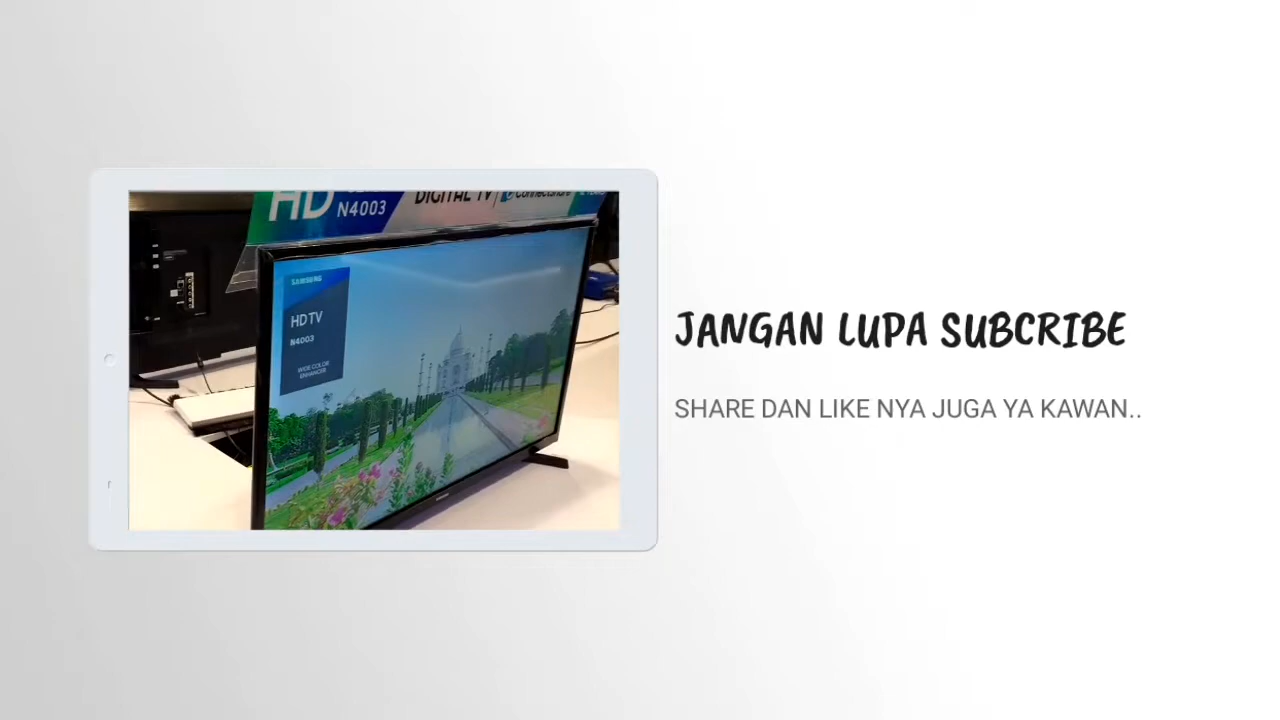 HD
N4003
DIGITAL TV
ConnectShare
SAMSUNG
HD TV
N4003
WIDE COLOR
ENHANCER
JANGAN LUPA SUBCRIBE
SHARE DAN LIKE NYA JUGA YA KAWAN..